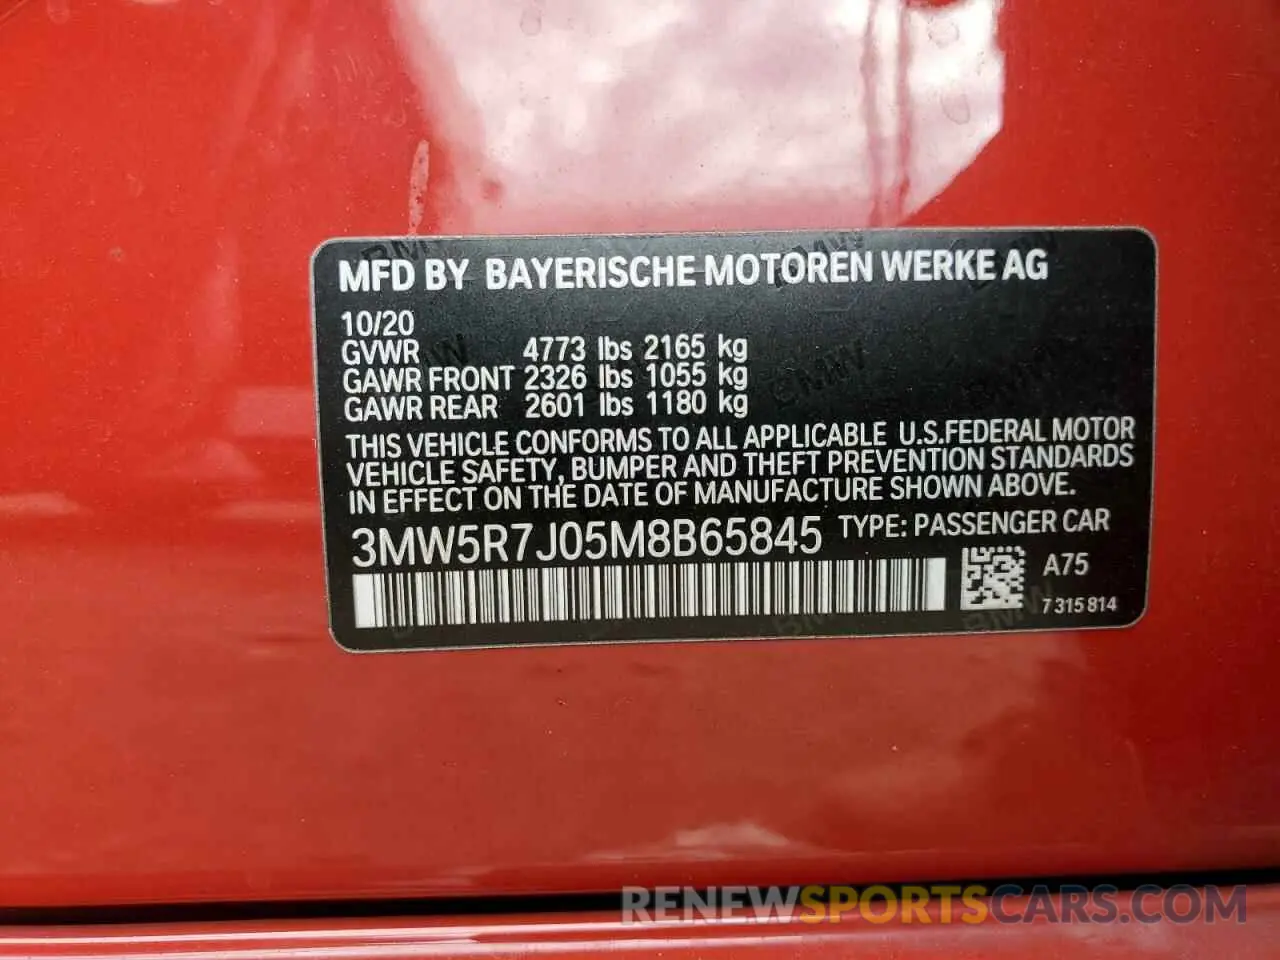 MFD BY BAYERISCHE MOTOREN WERKE AG
10/20
GVWR 4773 lbs 2165 kg
GAWR FRONT 2326 lbs 1055 kg
GAWR REAR 2601 lbs 1180 kg
THIS VEHICLE CONFORMS TO ALL APPLICABLE U.S.FEDERAL MOTOR
VEHICLE SAFETY, BUMPER AND THEFT PREVENTION STANDARDS
IN EFFECT ON THE DATE OF MANUFACTURE SHOWN ABOVE.
3MW5R7J05M8B65845 TYPE: PASSENGER CAR
A75
7 315 814
RENEWSPORTSCARS.COM